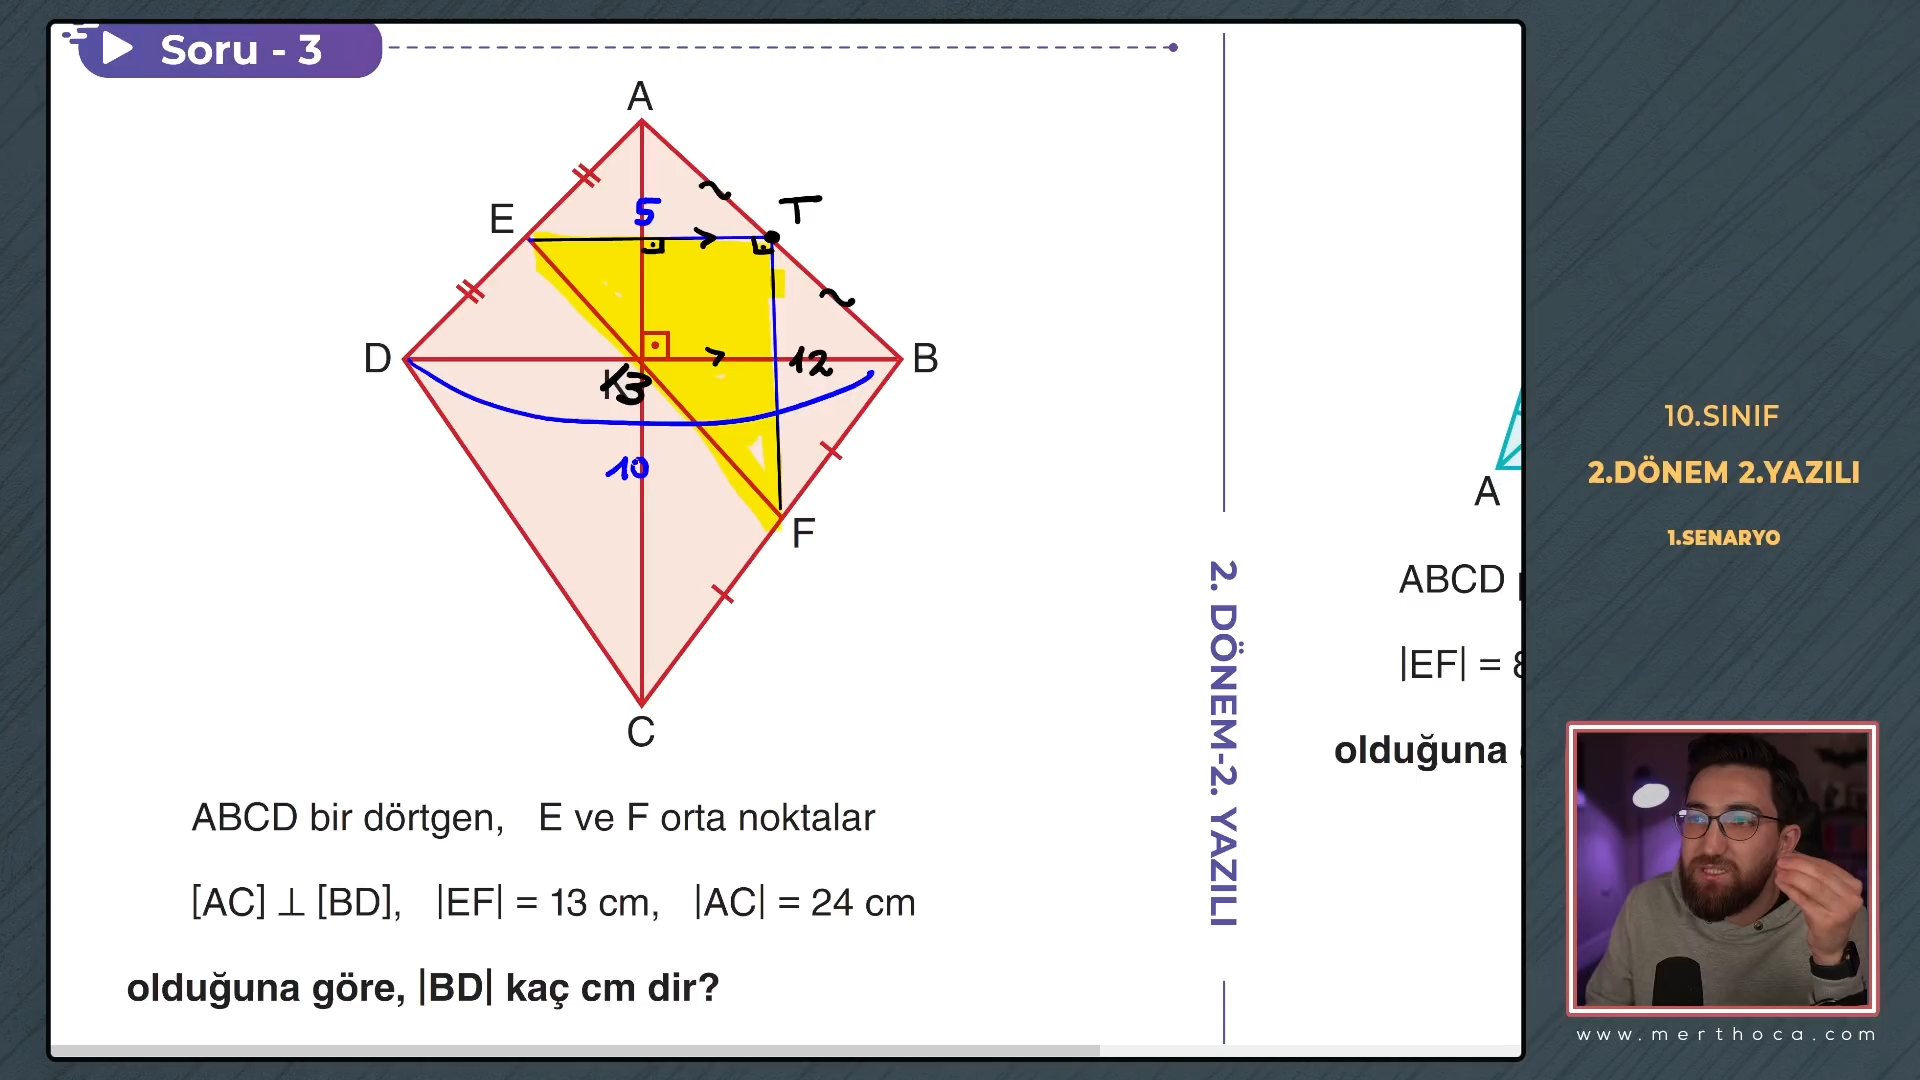 Soru - 3
A
E
5
T
D
B
K
3
12
10
F
C
ABCD bir dörtgen, E ve F orta noktalar
[AC] ⊥ [BD], |EF| = 13 cm, |AC| = 24 cm
olduğuna göre, |BD| kaç cm dir?
2. DÖNEM-2. YAZILI
A
ABCD
|EF| = 8
olduğuna
10.SINIF
2.DÖNEM 2.YAZILI
1.SENARYO
www.merthoca.com